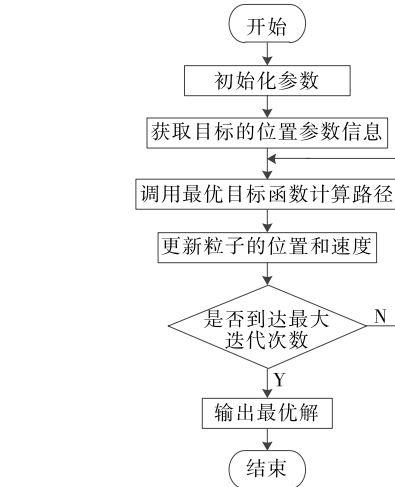 开始
初始化参数
获取目标的位置参数信息
调用最优目标函数计算路径
更新粒子的位置和速度
是否到达最大
迭代次数
N
Y
输出最优解
结束